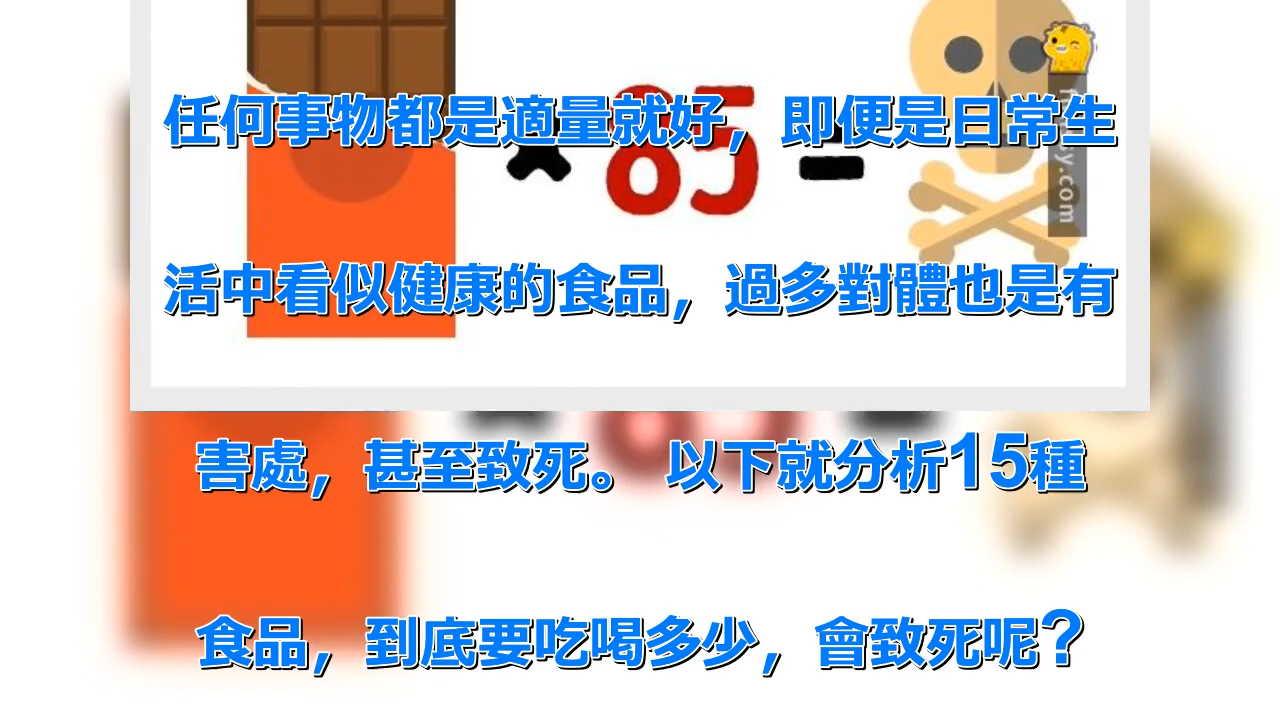 任何事物都是適量就好，即便是日常生
× 85 =
活中看似健康的食品，過多對體也是有
害處，甚至致死。 以下就分析15種
食品，到底要吃喝多少，會致死呢?